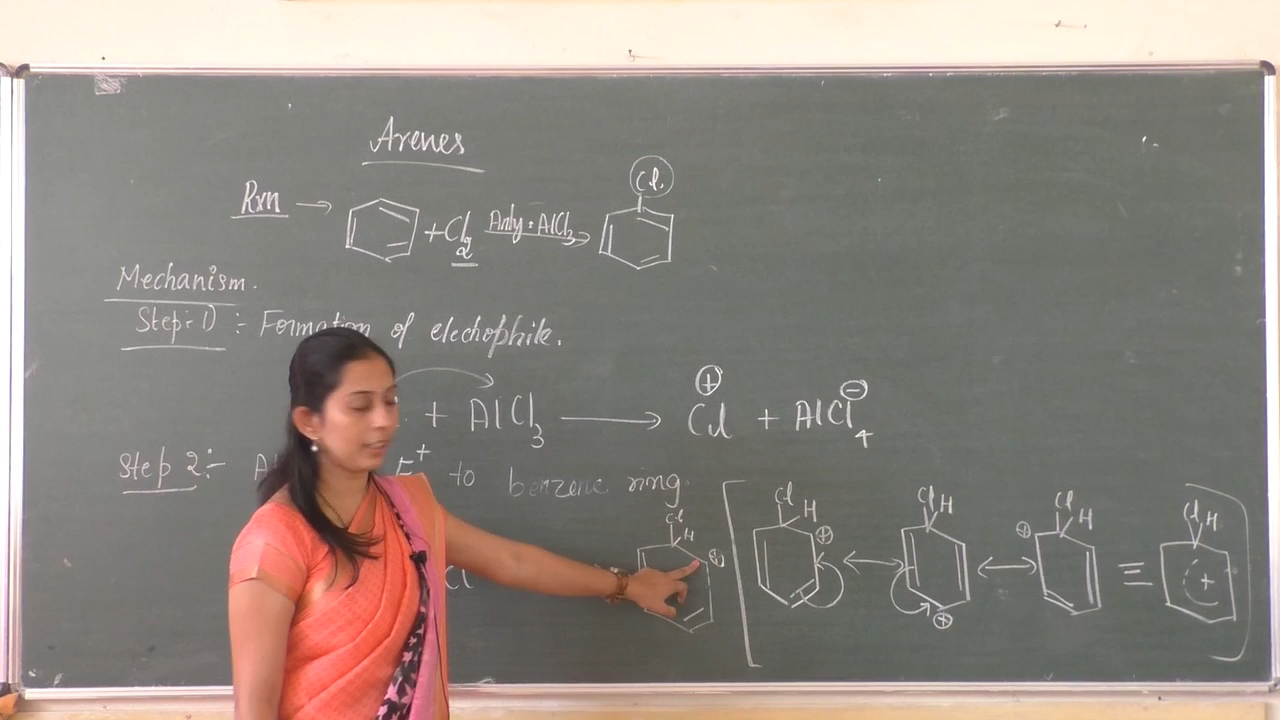 Arenes
Rxn → + Cl2 Anhy: AlCl3 → Cl
Mechanism.
Step:-1) :- Formation of electrophile.
+ AlCl3 → Cl⊕ + AlCl4⊖
Step 2:- E+ to benzene ring.
Cl H ⊕ [ Cl H ⊕ ↔ Cl H ⊕ ↔ ⊕ Cl H ≡ Cl H + ]
Cl